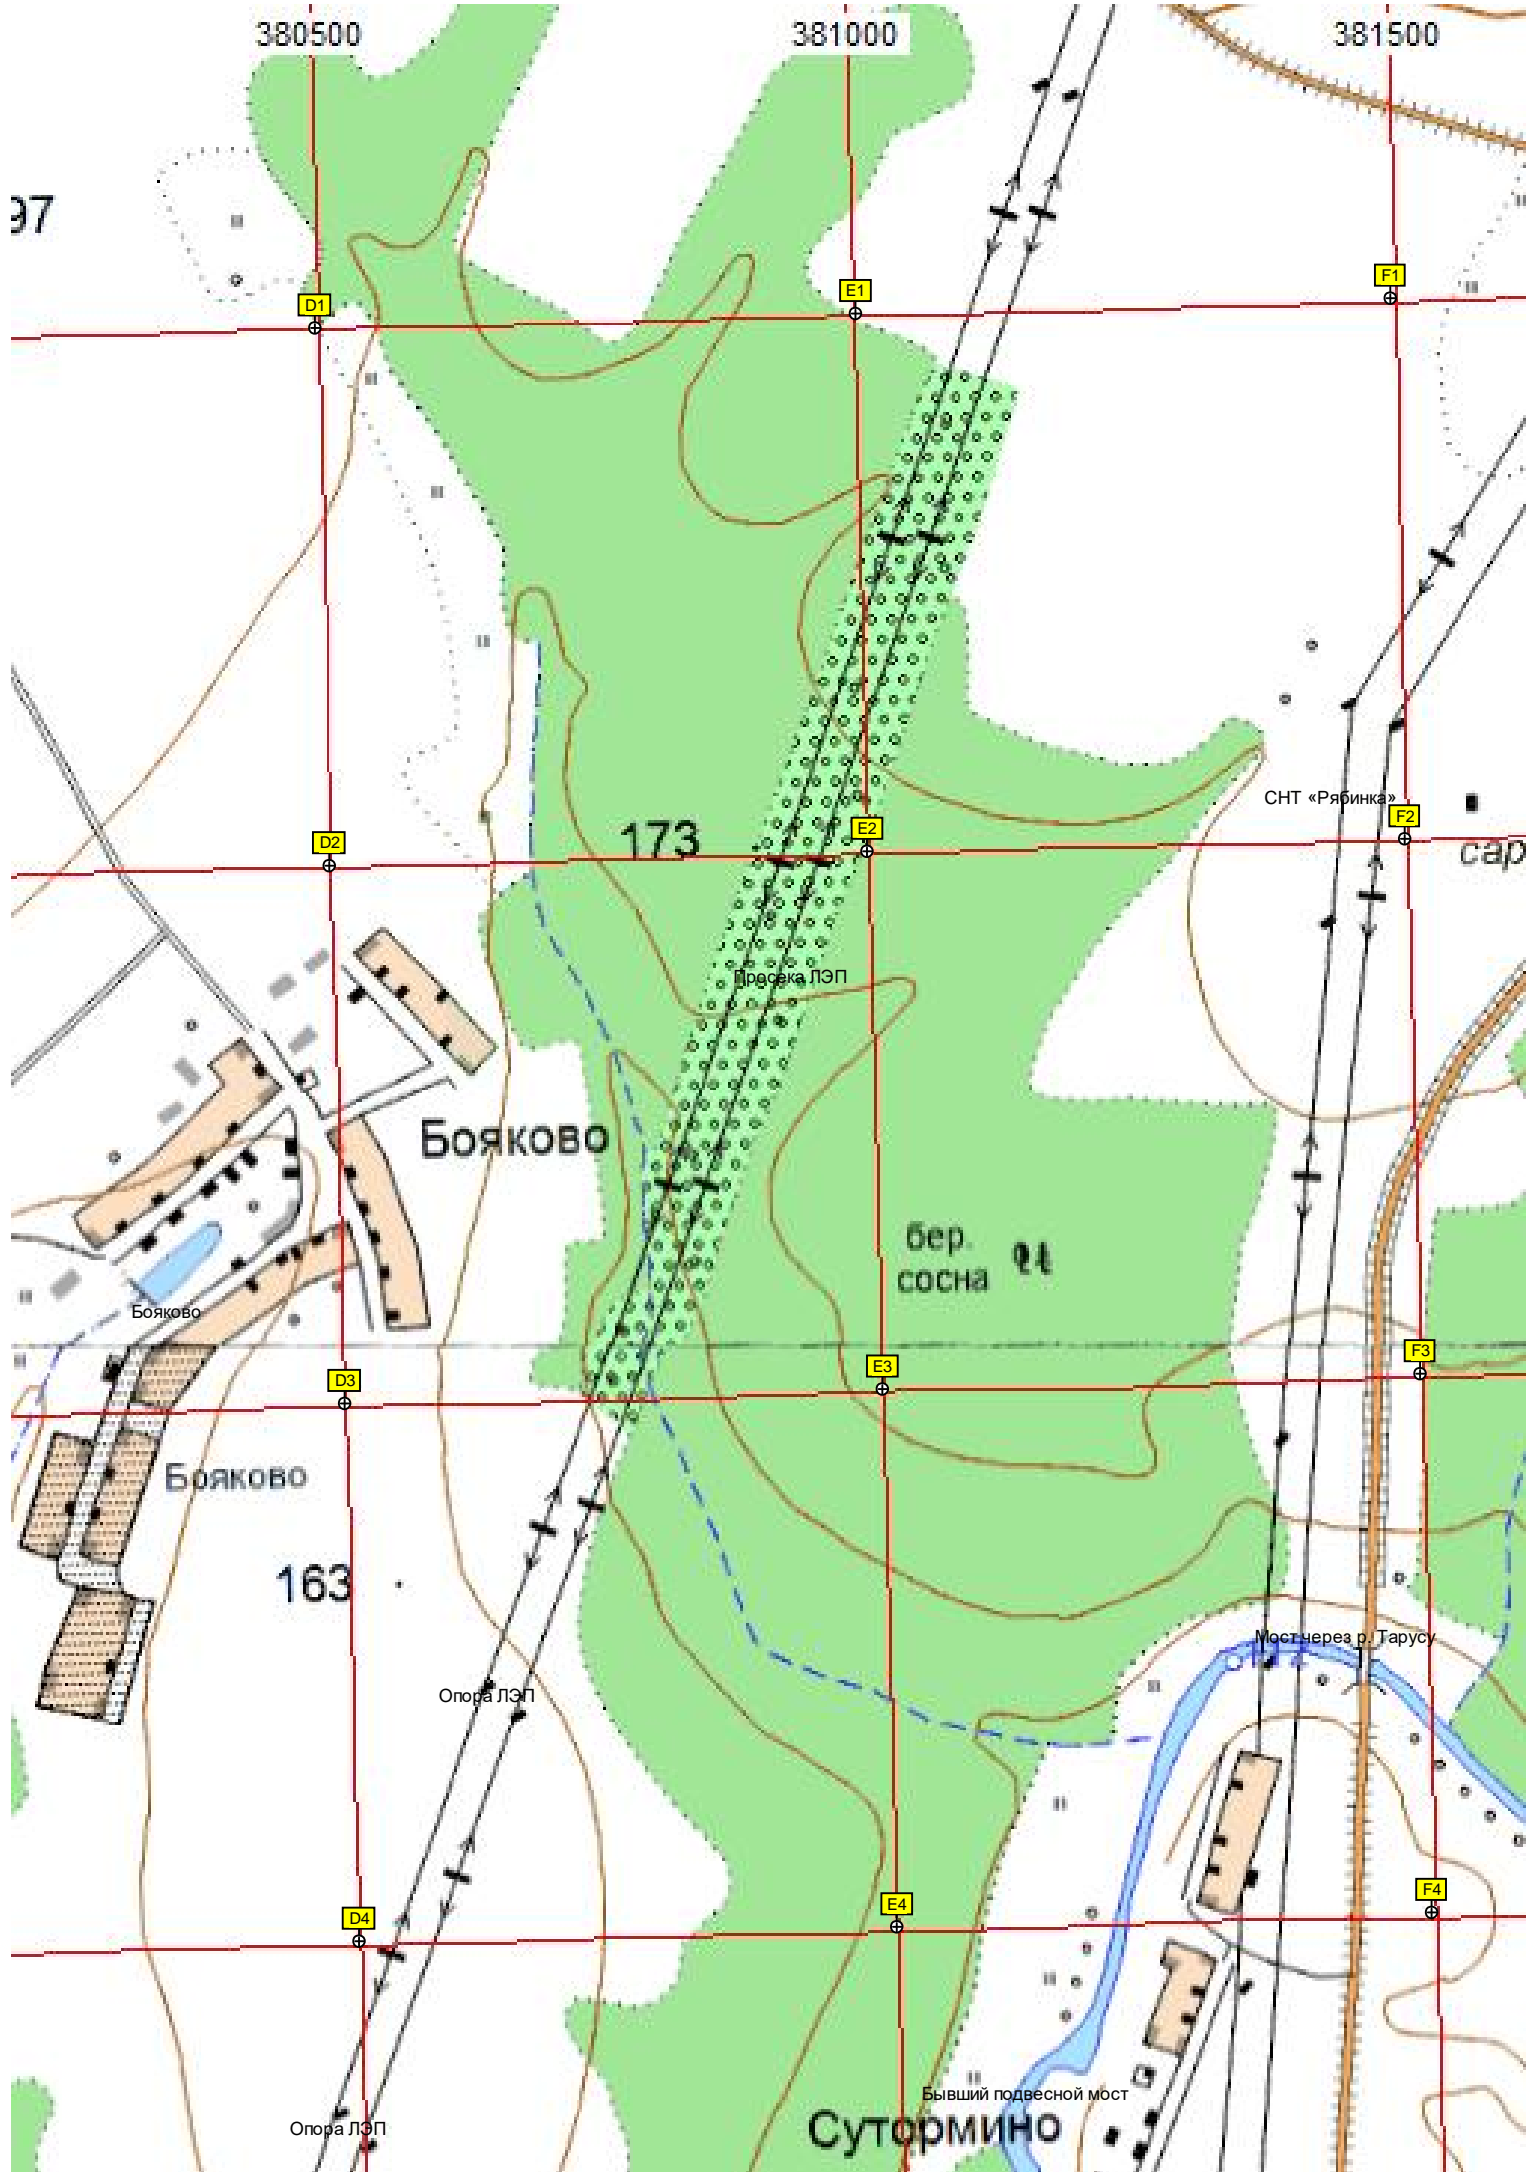 380500 381000 381500
97
F1
E1
D1
СНТ «Рябинка»
F2
E2
173
D2
сар
Просека ЛЭП
Бояково
бер.
сосна
Бояково
F3
E3
D3
Бояково
163
Мост через р. Тарусу
Опора ЛЭП
F4
E4
D4
Бывший подвесной мост
Сутормино
Опора ЛЭП